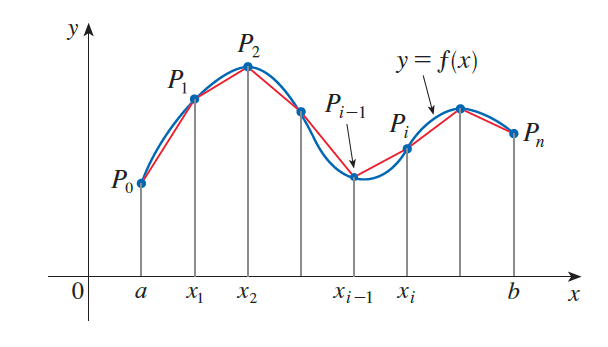 y
P₂
y = f(x)
P₁
Pᵢ₋₁
Pᵢ
Pₙ
P₀
0 a x₁ x₂ xᵢ₋₁ xᵢ b x